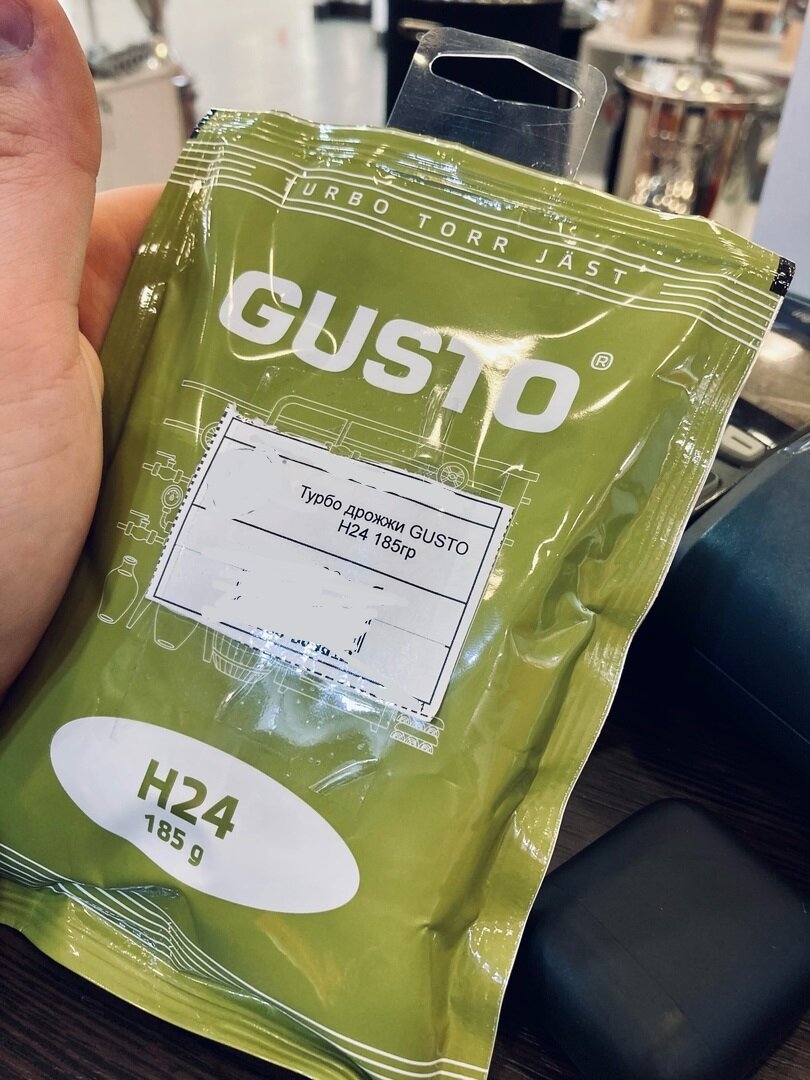 TURBO TORR JÄST
GUSTO®
Турбо дрожжи GUSTO
H24 185гр
H24
185 g